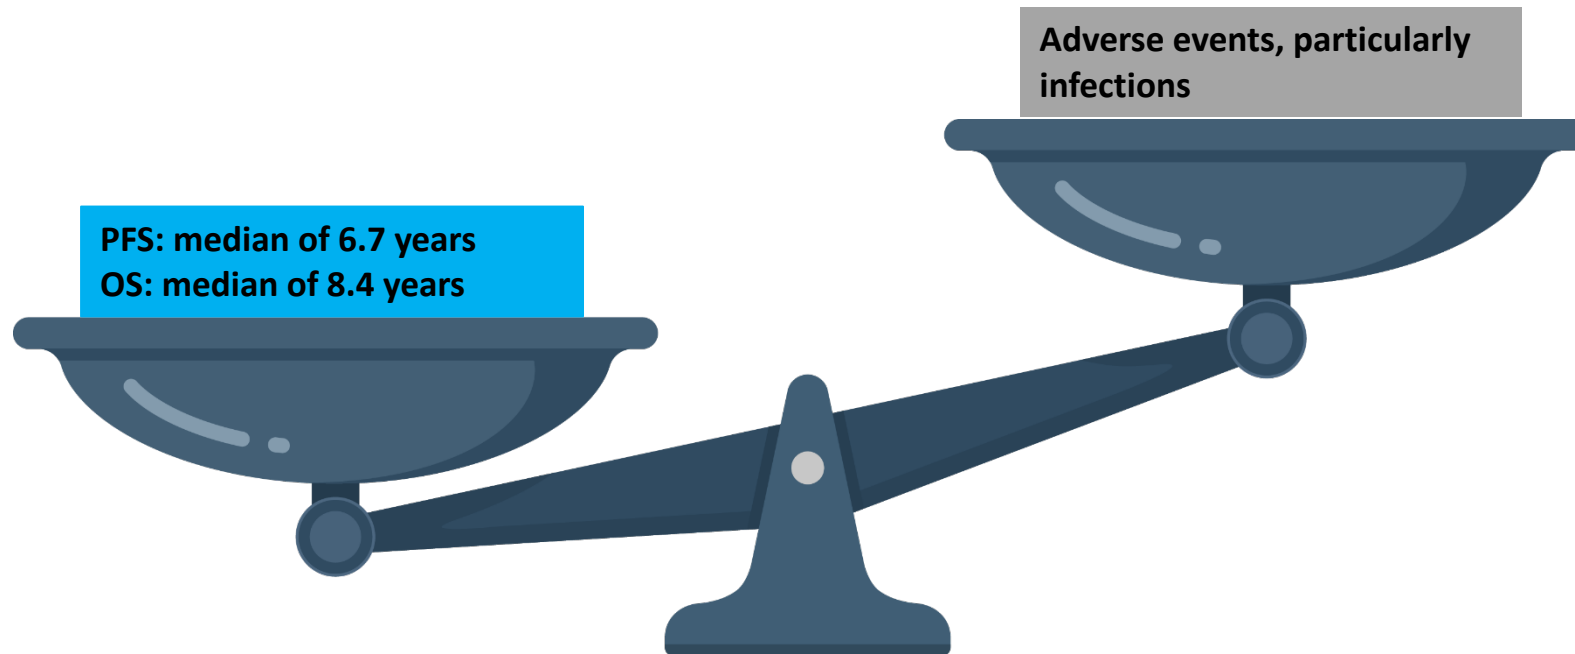 Adverse events, particularly
infections
PFS: median of 6.7 years
OS: median of 8.4 years